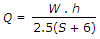 Q = W . h / 2.5(S + 6)